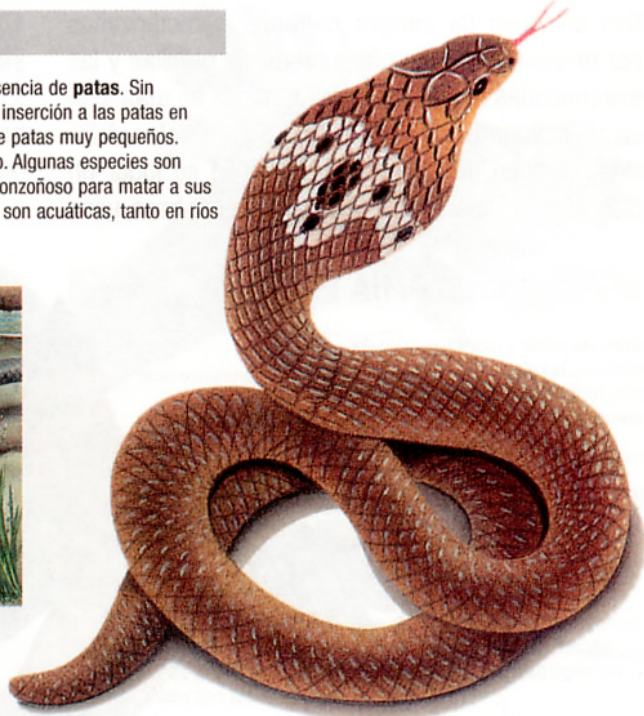 sencia de patas. Sin
inserción a las patas en
e patas muy pequeños.
o. Algunas especies son
onzoñoso para matar a sus
son acuáticas, tanto en ríos